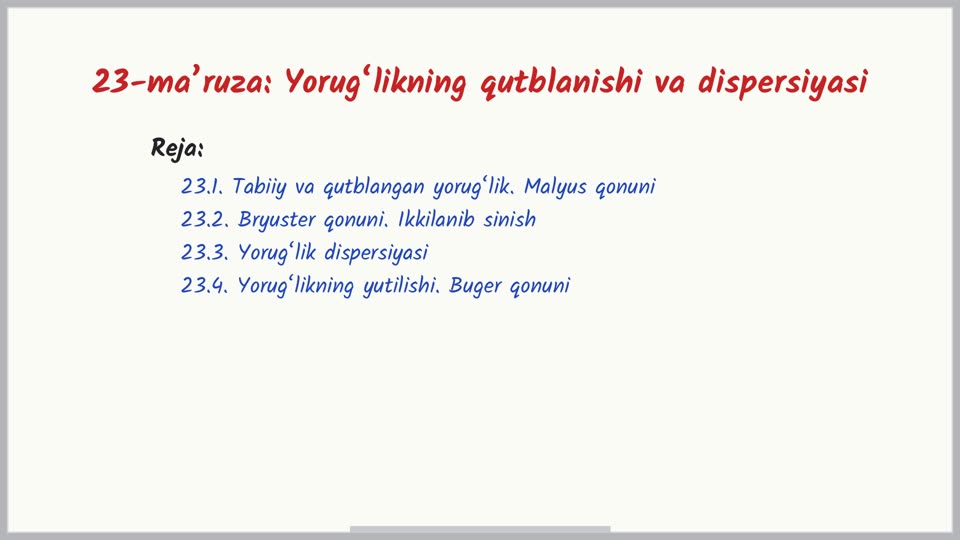 23-ma’ruza: Yorug‘likning qutblanishi va dispersiyasi
Reja:
23.1. Tabiiy va qutblangan yorug‘lik. Malyus qonuni
23.2. Bryuster qonuni. Ikkilanib sinish
23.3. Yorug‘lik dispersiyasi
23.4. Yorug‘likning yutilishi. Buger qonuni